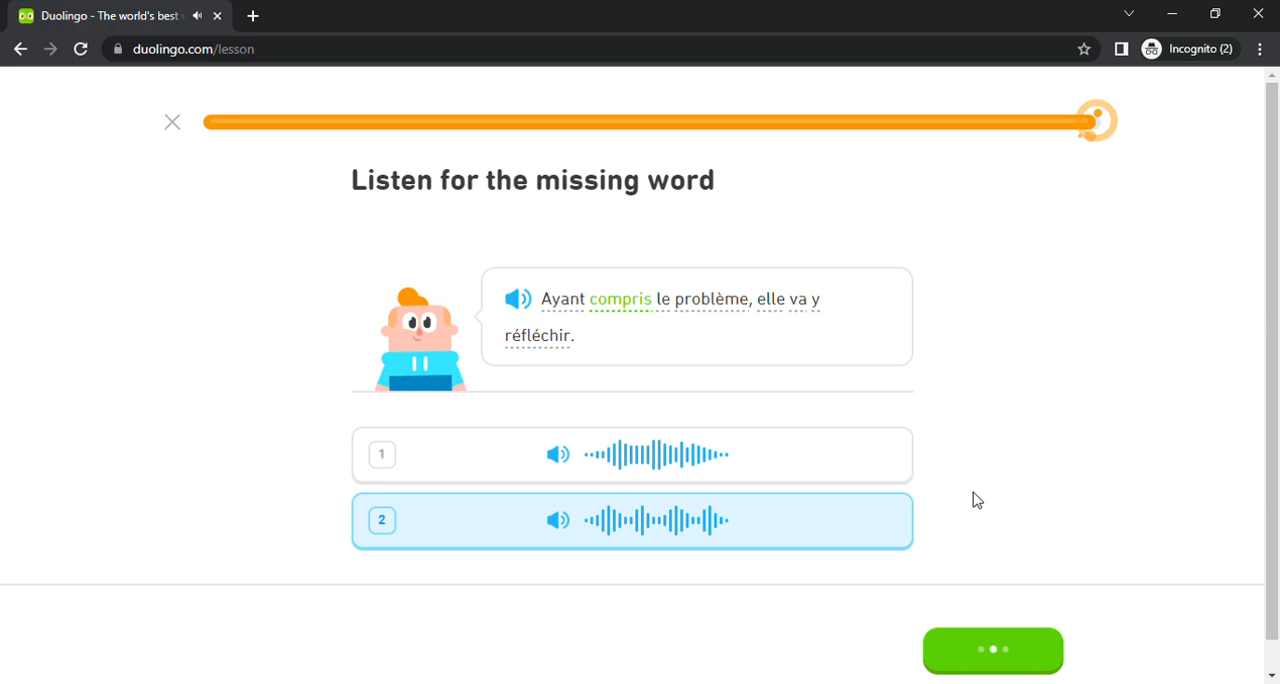 Duolingo - The world's best
duolingo.com/lesson
Incognito (2)
Listen for the missing word
Ayant compris le problème, elle va y
réfléchir.
1
2